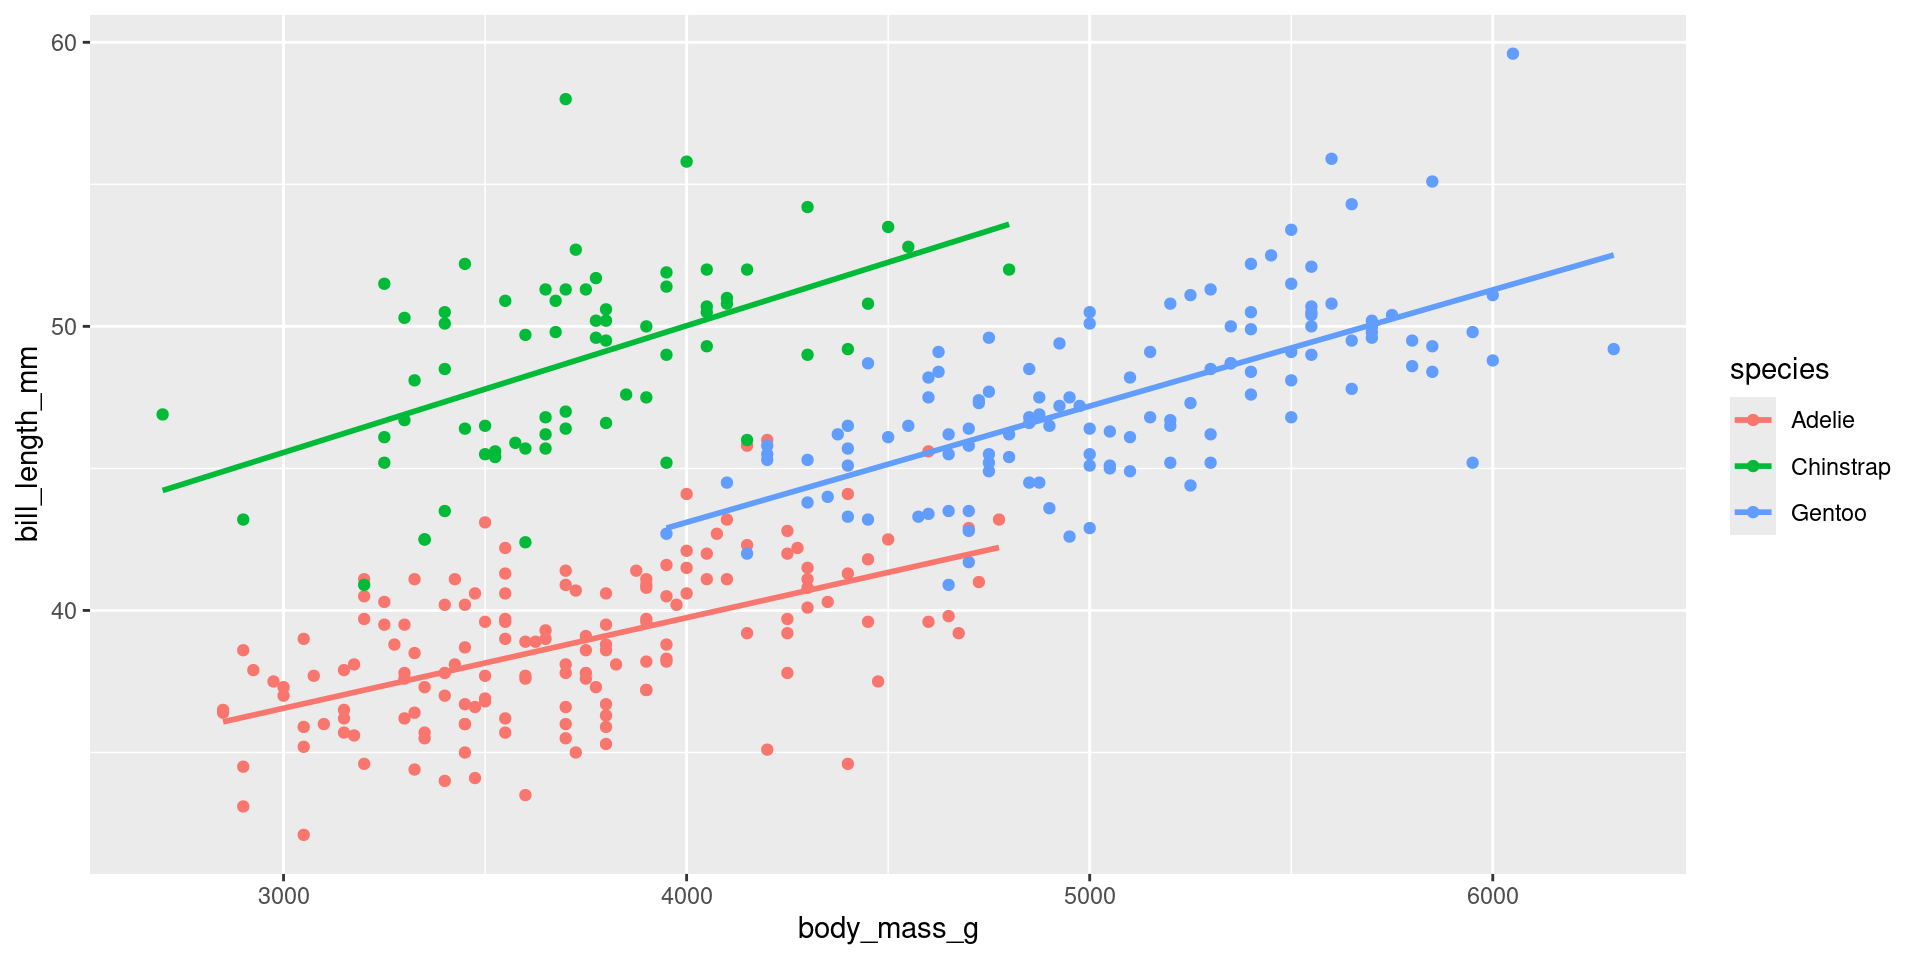 60
50
40
bill_length_mm
3000 4000 5000 6000
body_mass_g
species
Adelie
Chinstrap
Gentoo